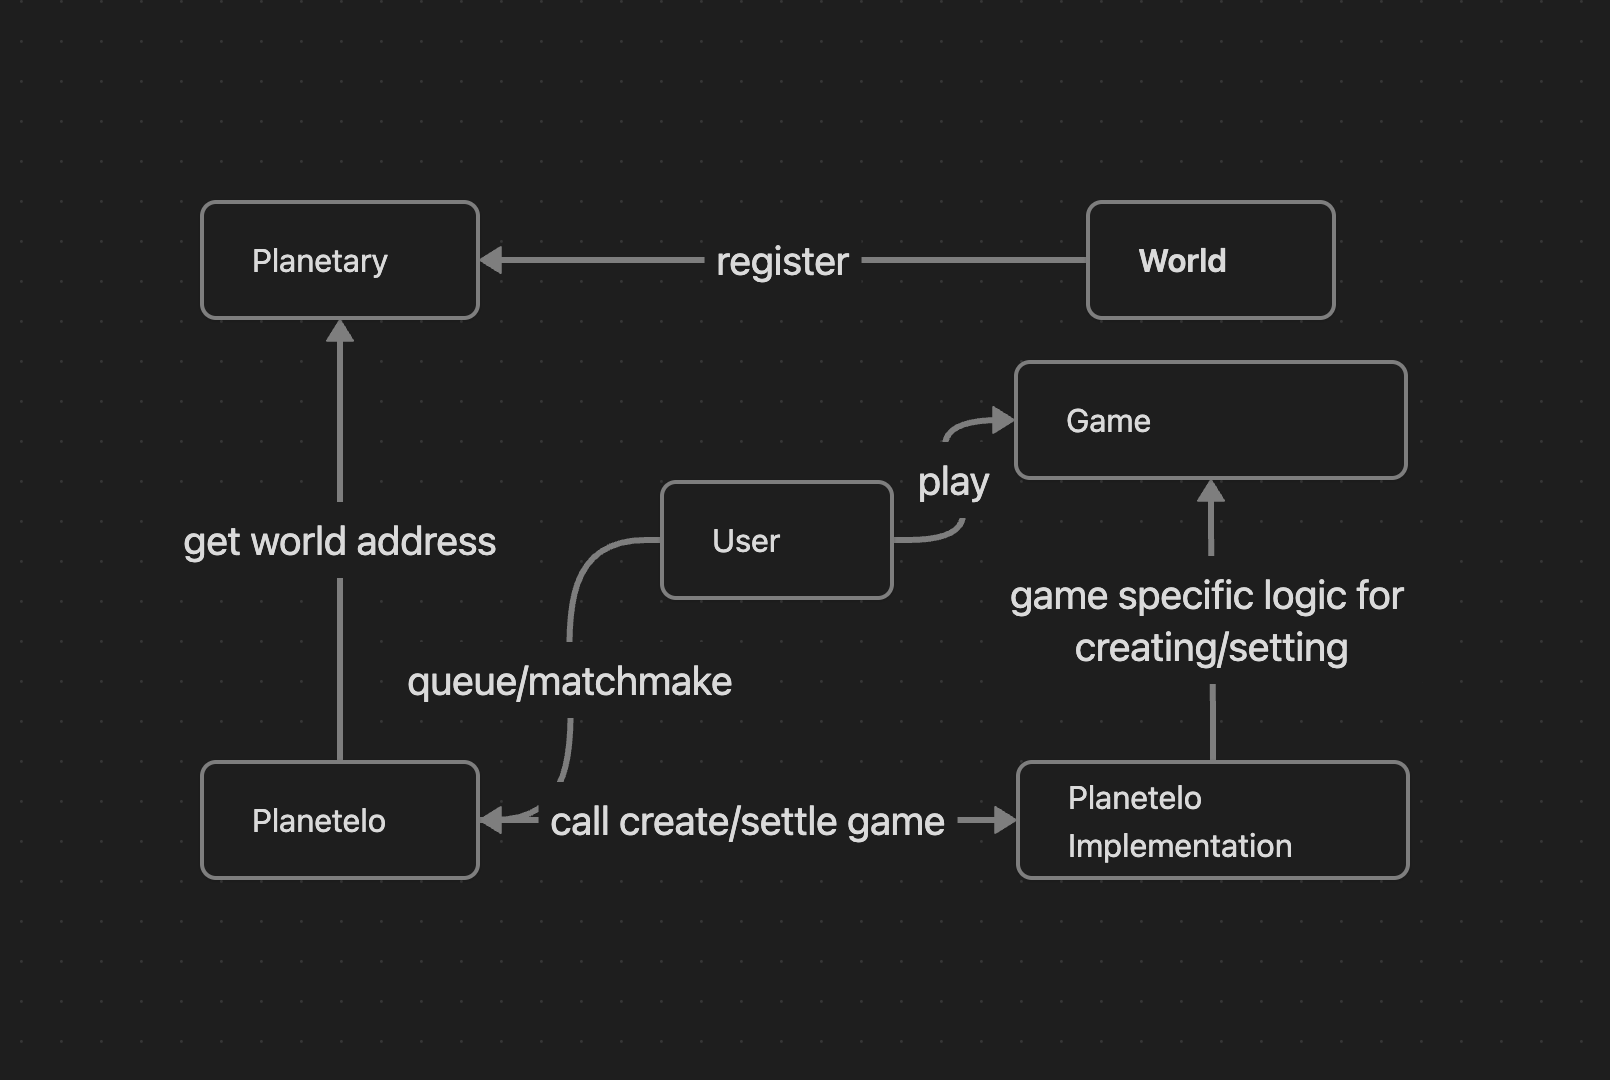 Planetary
register
World
Game
play
get world address
User
game specific logic for
creating/setting
queue/matchmake
Planetelo
call create/settle game
Planetelo
Implementation